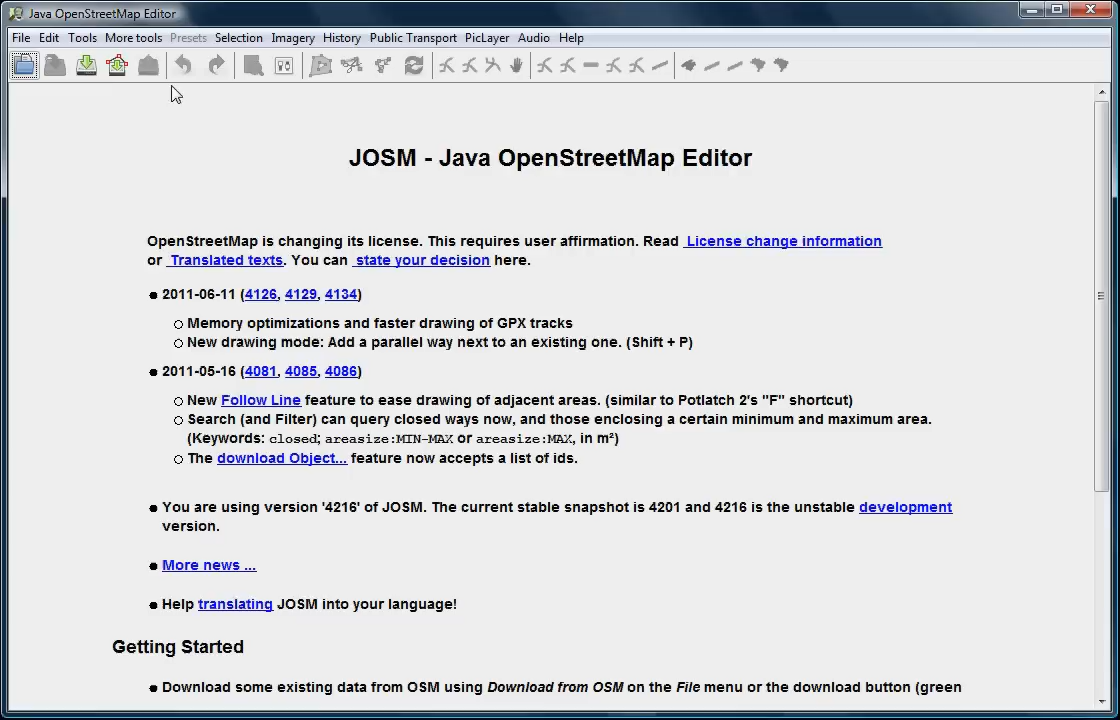 Java OpenStreetMap Editor
File Edit Tools More tools Presets Selection Imagery History Public Transport PicLayer Audio Help
JOSM - Java OpenStreetMap Editor
OpenStreetMap is changing its license. This requires user affirmation. Read License change information
or Translated texts. You can state your decision here.
2011-06-11 (4126, 4129, 4134)
Memory optimizations and faster drawing of GPX tracks
New drawing mode: Add a parallel way next to an existing one. (Shift + P)
2011-05-16 (4081, 4085, 4086)
New Follow Line feature to ease drawing of adjacent areas. (similar to Potlatch 2's "F" shortcut)
Search (and Filter) can query closed ways now, and those enclosing a certain minimum and maximum area.
(Keywords: closed; areasize:MIN-MAX or areasize:MAX, in m²)
The download Object... feature now accepts a list of ids.
You are using version '4216' of JOSM. The current stable snapshot is 4201 and 4216 is the unstable development
version.
More news ...
Help translating JOSM into your language!
Getting Started
Download some existing data from OSM using Download from OSM on the File menu or the download button (green